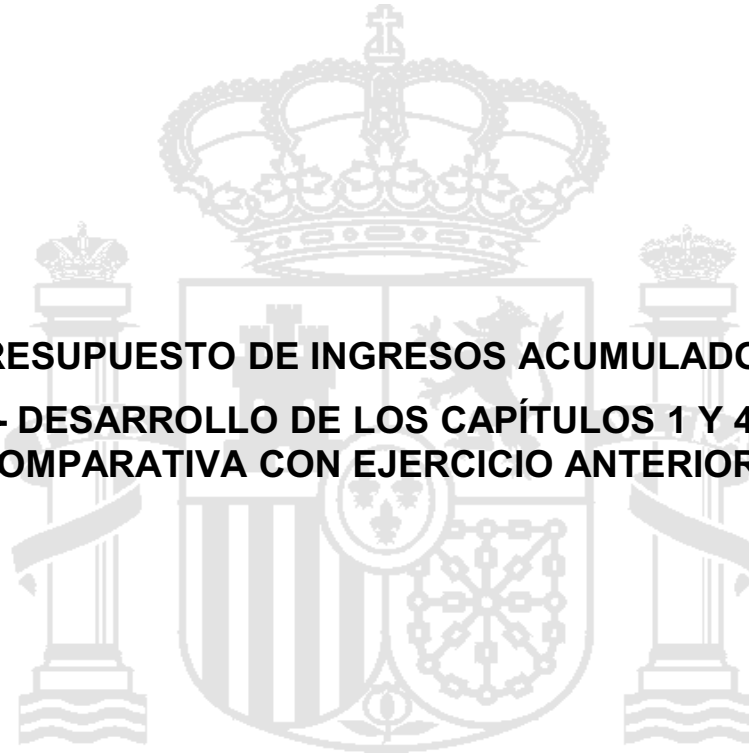 RESUPUESTO DE INGRESOS ACUMULADO
- DESARROLLO DE LOS CAPÍTULOS 1 Y 4
OMPARATIVA CON EJERCICIO ANTERIOR